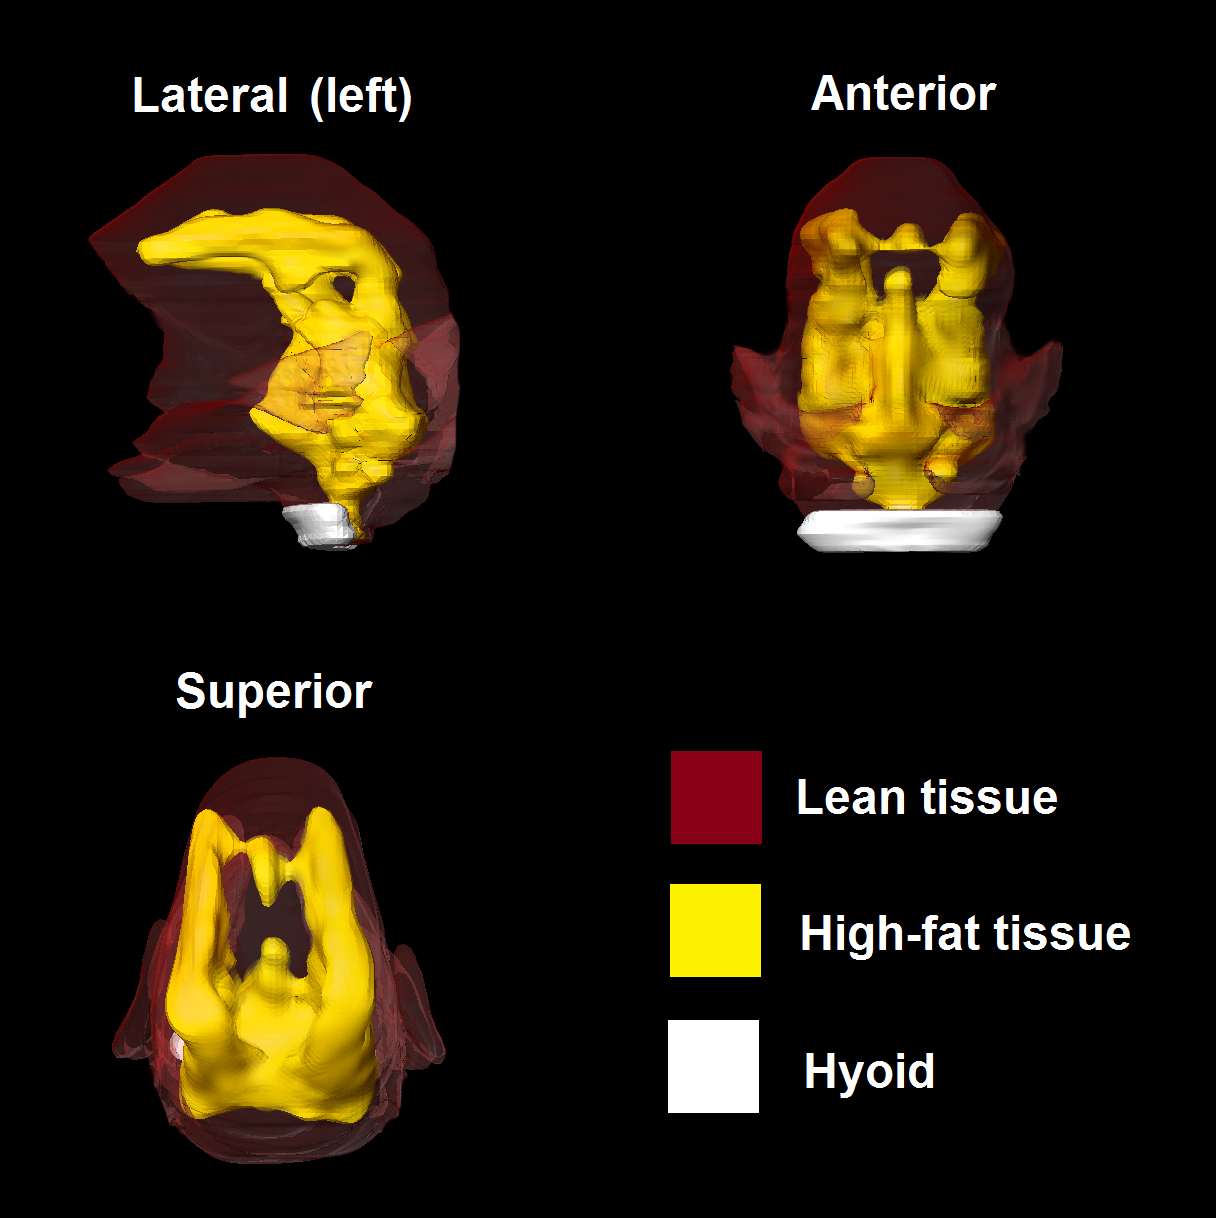 Lateral (left)
Anterior
Superior
Lean tissue
High-fat tissue
Hyoid